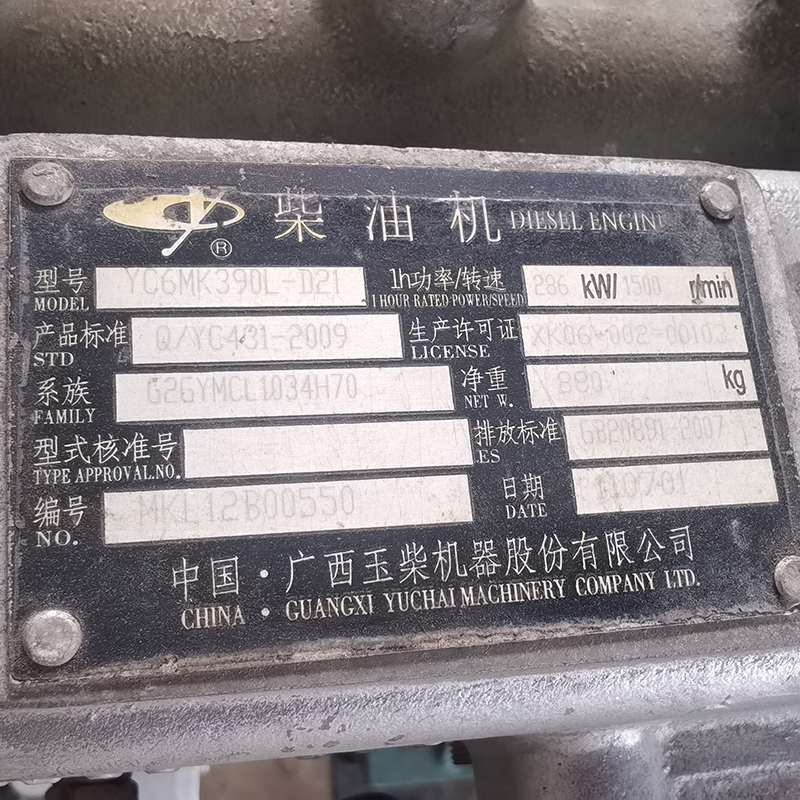 ® 柴油机 DIESEL ENGINE
型号 MODEL YC6MK390L-D21 1h功率/转速 1 HOUR RATED POWER/SPEED 286 kW/ 1500 r/min
产品标准 STD Q/YC431-2009 生产许可证 LICENSE XK06-002-00103
系族 FAMILY G2GYMCL1034H70 净重 NET W. 880 kg
型式核准号 TYPE APPROVAL.NO. 排放标准 ES GB20891-2007
编号 NO. MKL12B00550 日期 DATE 110701
中国·广西玉柴机器股份有限公司
CHINA · GUANGXI YUCHAI MACHINERY COMPANY LTD.